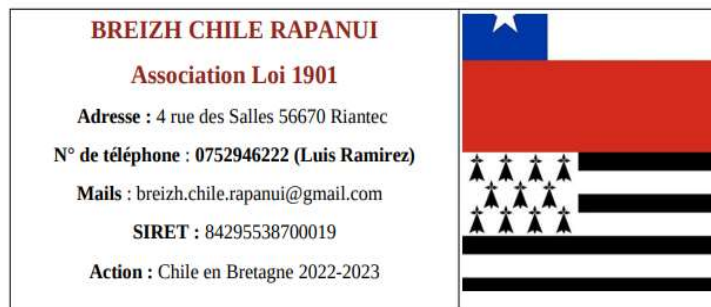 BREIZH CHILE RAPANUI
Association Loi 1901
Adresse : 4 rue des Salles 56670 Riantec
N° de téléphone : 0752946222 (Luis Ramirez)
Mails : breizh.chile.rapanui@gmail.com
SIRET : 84295538700019
Action : Chile en Bretagne 2022-2023